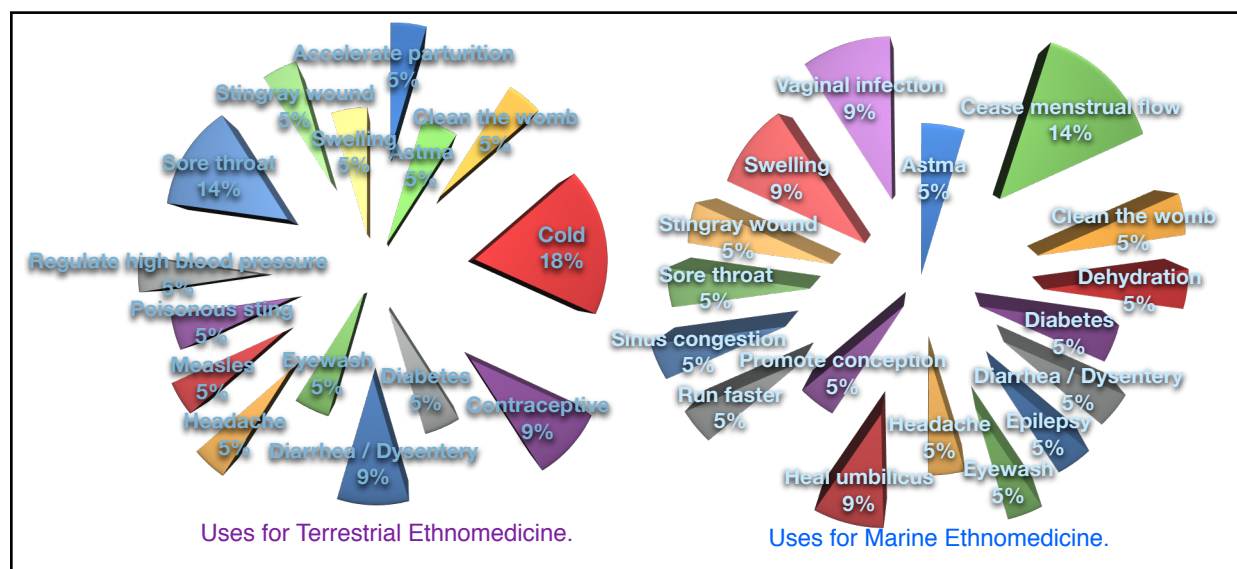 Accelerate parturition
5%
Stingray wound
5%
Swelling
5%
Astma
5%
Clean the womb
5%
Sore throat
14%
Cold
18%
Regulate high blood pressure
5%
Poisonous sting
5%
Measles
5%
Eyewash
5%
Diabetes
5%
Contraceptive
9%
Headache
5%
Diarrhea / Dysentery
9%
Uses for Terrestrial Ethnomedicine.
Vaginal infection
9%
Cease menstrual flow
14%
Swelling
9%
Astma
5%
Stingray wound
5%
Clean the womb
5%
Sore throat
5%
Dehydration
5%
Diabetes
5%
Sinus congestion
5%
Promote conception
5%
Diarrhea / Dysentery
5%
Run faster
5%
Headache
5%
Epilepsy
5%
Heal umbilicus
9%
Eyewash
5%
Uses for Marine Ethnomedicine.